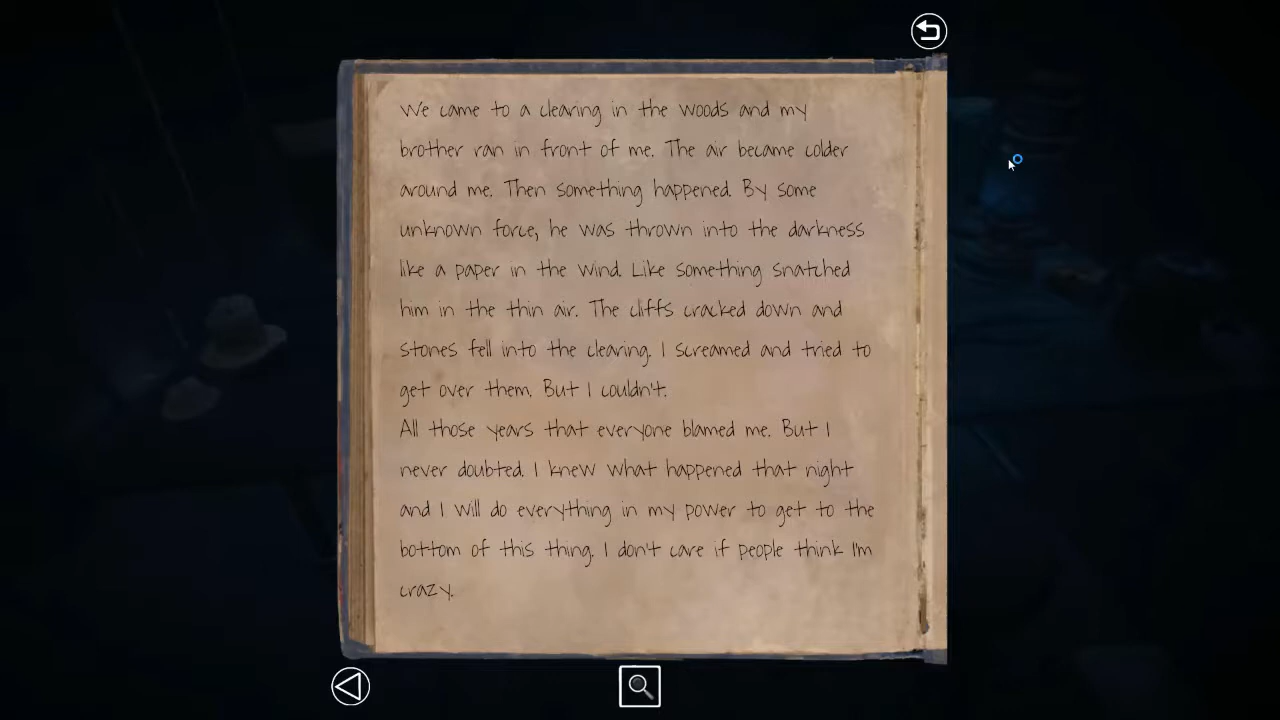 We came to a clearing in the woods and my
brother ran in front of me. The air became colder
around me. Then something happened. By some
unknown force, he was thrown into the darkness
like a paper in the wind. Like something snatched
him in the thin air. The cliffs cracked down and
stones fell into the clearing. I screamed and tried to
get over them. But I couldn't.
All those years that everyone blamed me. But I
never doubted. I knew what happened that night
and I will do everything in my power to get to the
bottom of this thing. I don't care if people think I'm
crazy.